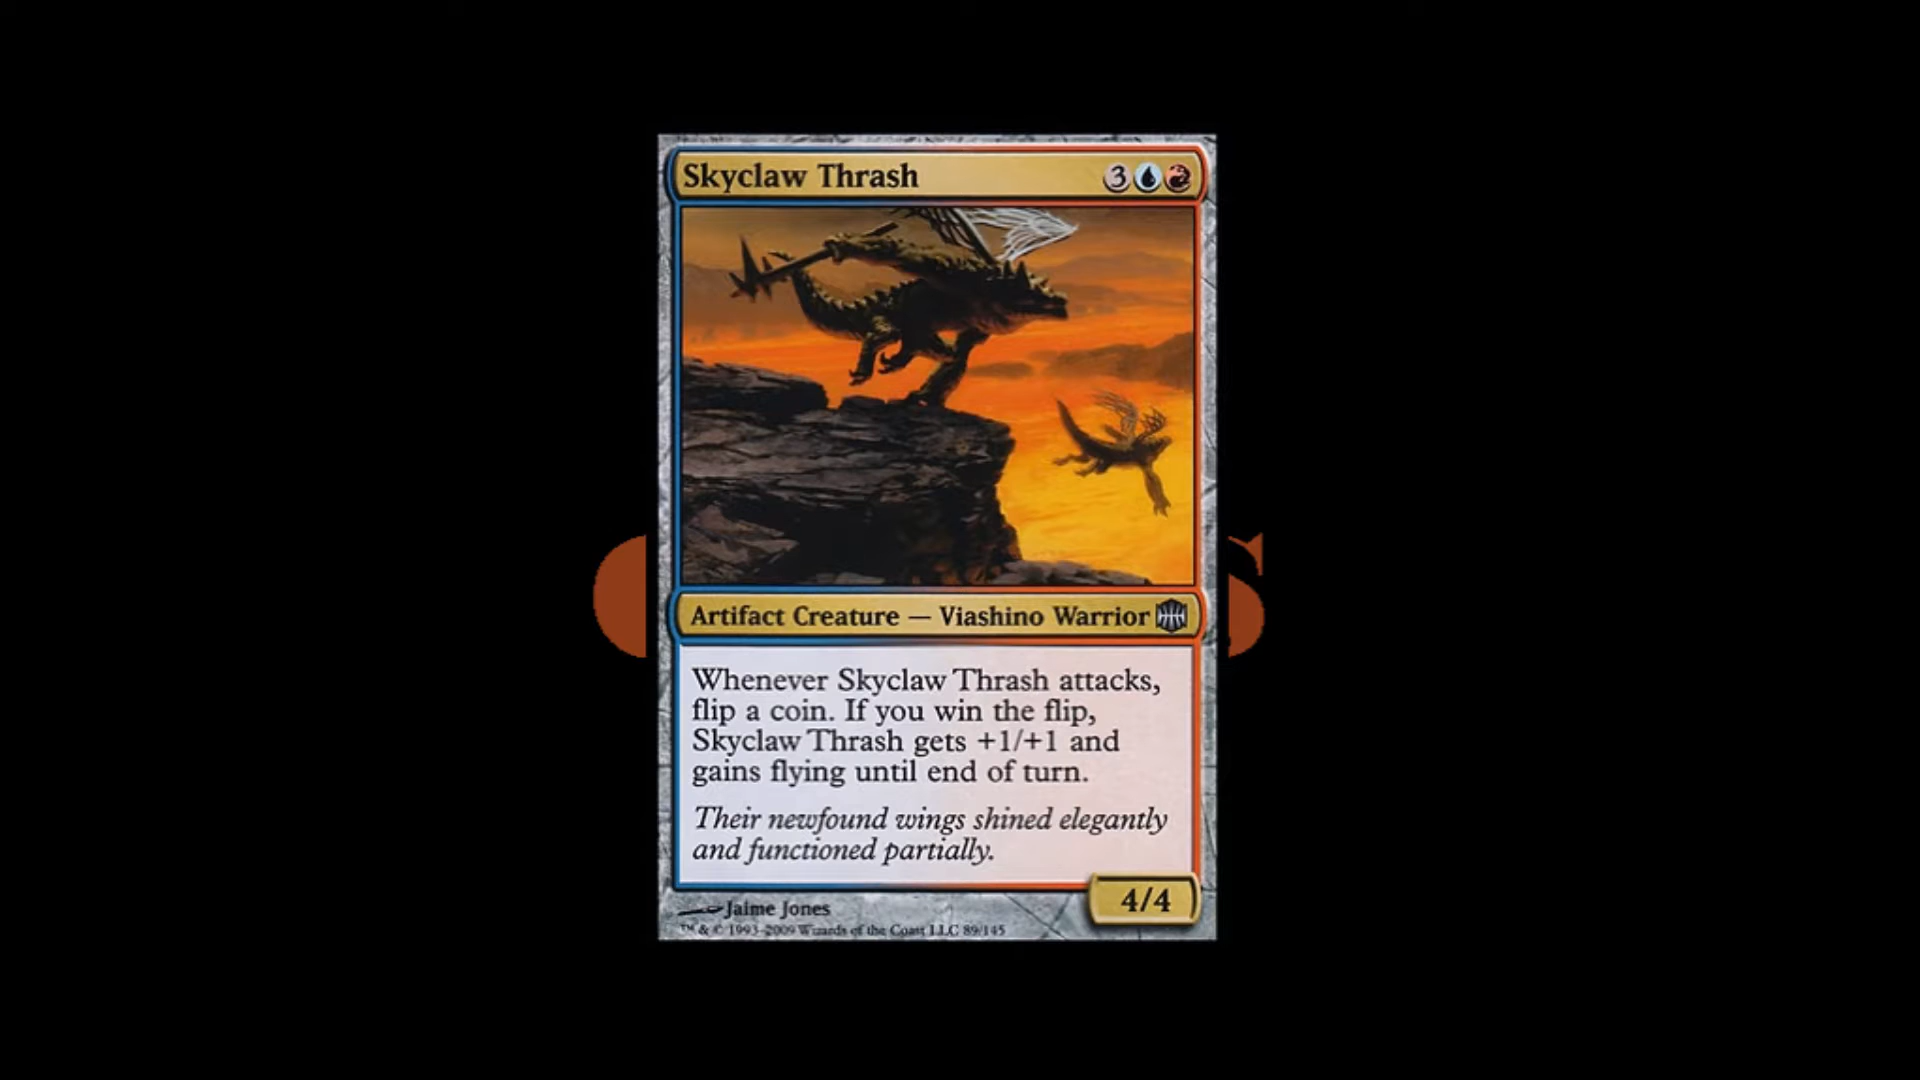 Skyclaw Thrash 3
Artifact Creature — Viashino Warrior
Whenever Skyclaw Thrash attacks,
flip a coin. If you win the flip,
Skyclaw Thrash gets +1/+1 and
gains flying until end of turn.
Their newfound wings shined elegantly
and functioned partially.
4/4
Jaime Jones
™ & © 1993-2009 Wizards of the Coast LLC 89/145